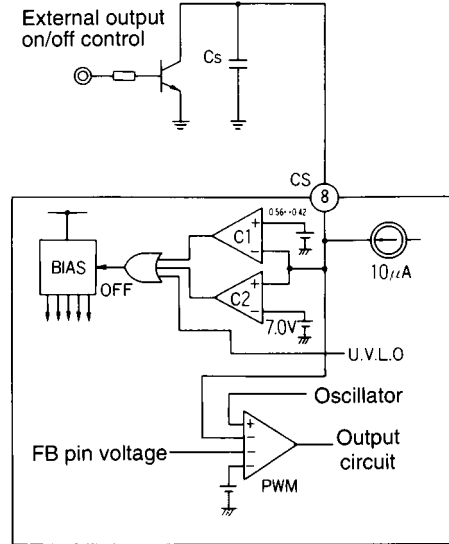 External output
on/off control
Cs
CS
8
0.56↔0.42
C1
BIAS
OFF
10μA
C2
7.0V
U.V.L.O
Oscillator
FB pin voltage
Output
circuit
PWM